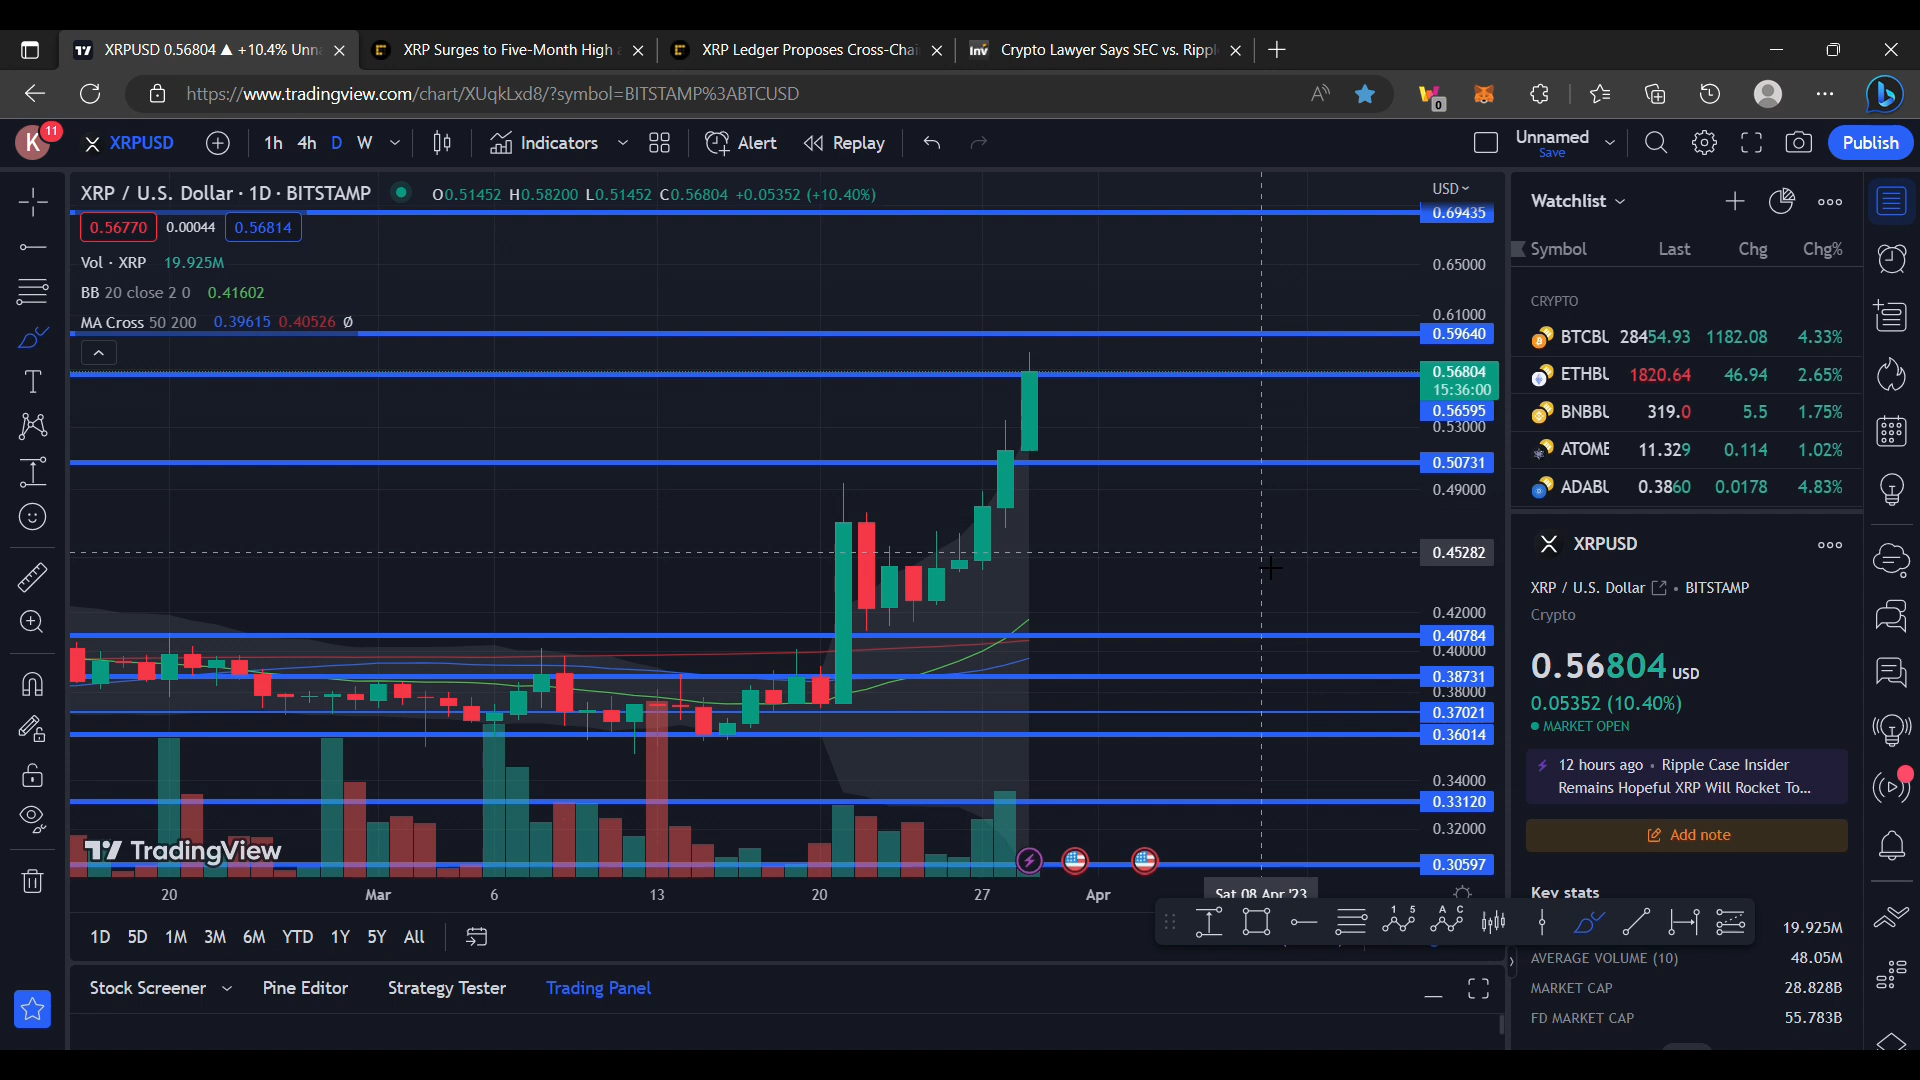 XRPUSD 0.56804 ▲ +10.4% Unn
XRP Surges to Five-Month High
XRP Ledger Proposes Cross-Chai
Inv
Crypto Lawyer Says SEC vs. Rippl
https://www.tradingview.com/chart/XUqkLxd8/?symbol=BITSTAMP%3ABTCUSD
0
K
11
XRPUSD
1h
4h
D
W
Indicators
Alert
Replay
Unnamed
Save
Publish
XRP / U.S. Dollar · 1D · BITSTAMP
O0.51452 H0.58200 L0.51452 C0.56804 +0.05352 (+10.40%)
0.56770
0.00044
0.56814
Vol · XRP 19.925M
BB 20 close 2 0 0.41602
MA Cross 50 200 0.39615 0.40526 Ø
USD
0.69435
0.65000
0.61000
0.59640
0.56804
15:36:00
0.56595
0.53000
0.50731
0.49000
0.45282
0.42000
0.40784
0.40000
0.38731
0.38000
0.37021
0.36014
0.34000
0.33120
0.32000
0.30597
TradingView
20
Mar
6
13
20
27
Apr
Sat 08 Apr '23
1D
5D
1M
3M
6M
YTD
1Y
5Y
All
Stock Screener
Pine Editor
Strategy Tester
Trading Panel
Watchlist
Symbol Last Chg Chg%
CRYPTO
BTCBU 28454.93 1182.08 4.33%
ETHBU 1820.64 46.94 2.65%
BNBBU 319.0 5.5 1.75%
ATOME 11.329 0.114 1.02%
ADABU 0.3860 0.0178 4.83%
XRPUSD
XRP / U.S. Dollar • BITSTAMP
Crypto
0.56804 USD
0.05352 (10.40%)
MARKET OPEN
12 hours ago • Ripple Case Insider
Remains Hopeful XRP Will Rocket To...
Add note
Key stats
19.925M
AVERAGE VOLUME (10) 48.05M
MARKET CAP 28.828B
FD MARKET CAP 55.783B